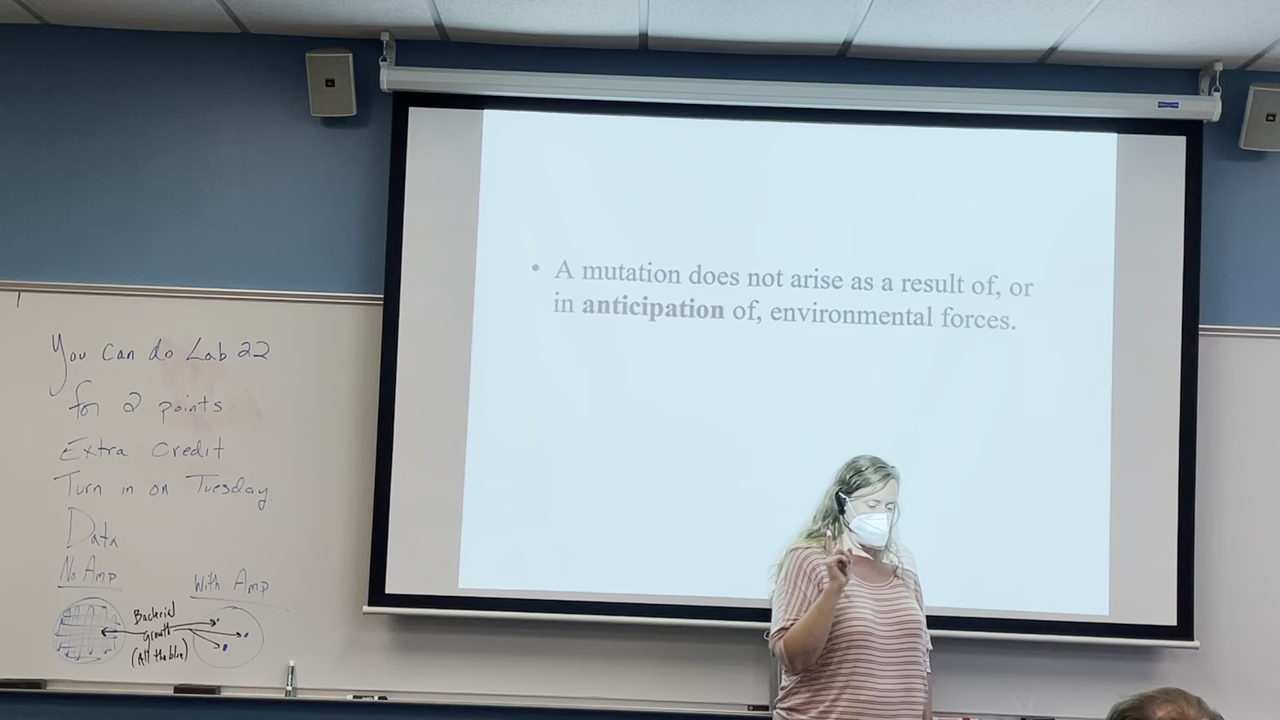 You can do Lab 22
for 2 points
Extra Credit
Turn in on Tuesday
Data
No Amp
With Amp
Bacterial
growth
(All the blue)
• A mutation does not arise as a result of, or
in anticipation of, environmental forces.